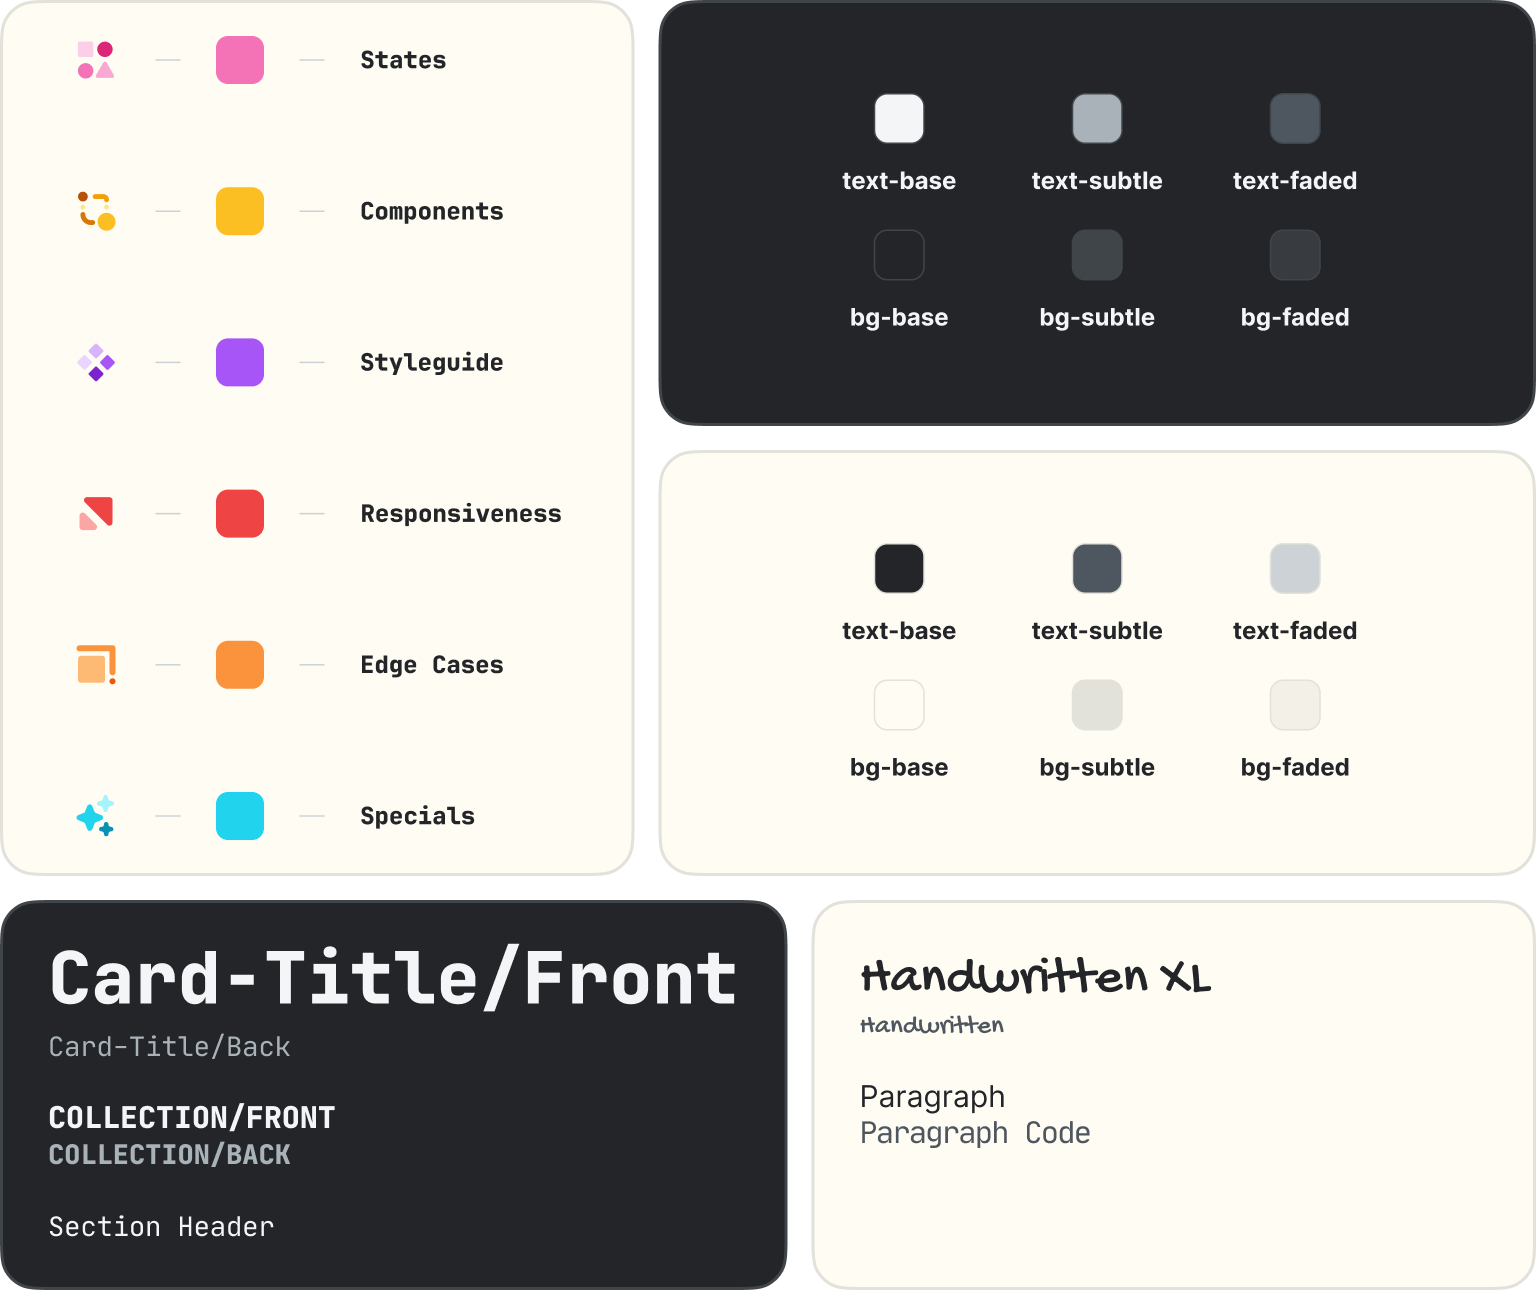 States
Components
Styleguide
Responsiveness
Edge Cases
Specials
text-base text-subtle text-faded
bg-base bg-subtle bg-faded
text-base text-subtle text-faded
bg-base bg-subtle bg-faded
Card-Title/Front
Card-Title/Back
COLLECTION/FRONT
COLLECTION/BACK
Section Header
Handwritten XL
Handwritten
Paragraph
Paragraph Code